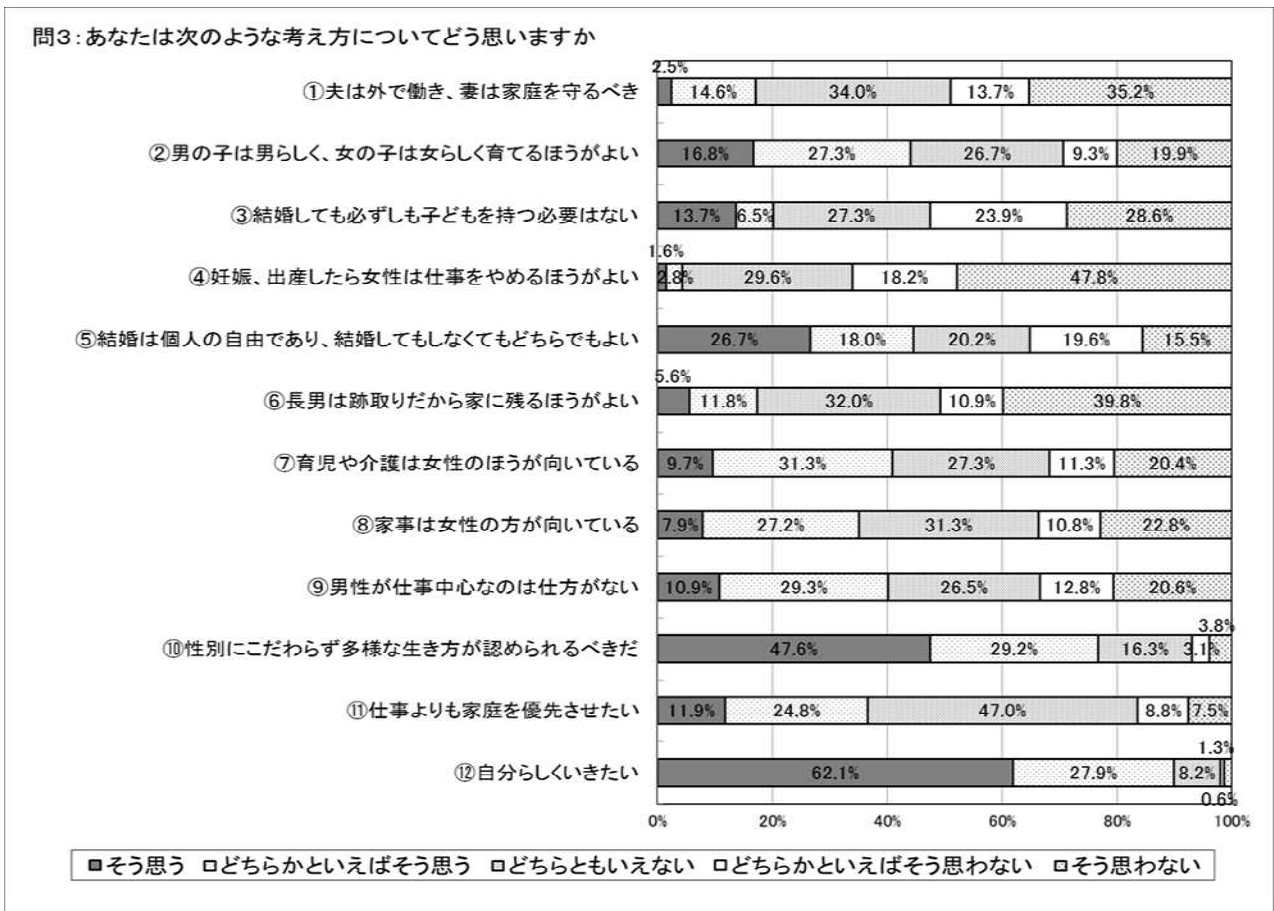 問3：あなたは次のような考え方についてどう思いますか
2.5%
①夫は外で働き、妻は家庭を守るべき 14.6% 34.0% 13.7% 35.2%
②男の子は男らしく、女の子は女らしく育てるほうがよい 16.8% 27.3% 26.7% 9.3% 19.9%
③結婚しても必ずしも子どもを持つ必要はない 13.7% 6.5% 27.3% 23.9% 28.6%
1.6%
④妊娠、出産したら女性は仕事をやめるほうがよい 2.8% 29.6% 18.2% 47.8%
⑤結婚は個人の自由であり、結婚してもしなくてもどちらでもよい 26.7% 18.0% 20.2% 19.6% 15.5%
5.6%
⑥長男は跡取りだから家に残るほうがよい 11.8% 32.0% 10.9% 39.8%
⑦育児や介護は女性のほうが向いている 9.7% 31.3% 27.3% 11.3% 20.4%
⑧家事は女性の方が向いている 7.9% 27.2% 31.3% 10.8% 22.8%
⑨男性が仕事中心なのは仕方がない 10.9% 29.3% 26.5% 12.8% 20.6%
3.8%
⑩性別にこだわらず多様な生き方が認められるべきだ 47.6% 29.2% 16.3% 3.1%
⑪仕事よりも家庭を優先させたい 11.9% 24.8% 47.0% 8.8% 7.5%
1.3%
⑫自分らしくいきたい 62.1% 27.9% 8.2%
0.6%
0% 20% 40% 60% 80% 100%
そう思う どちらかといえばそう思う どちらともいえない どちらかといえばそう思わない そう思わない